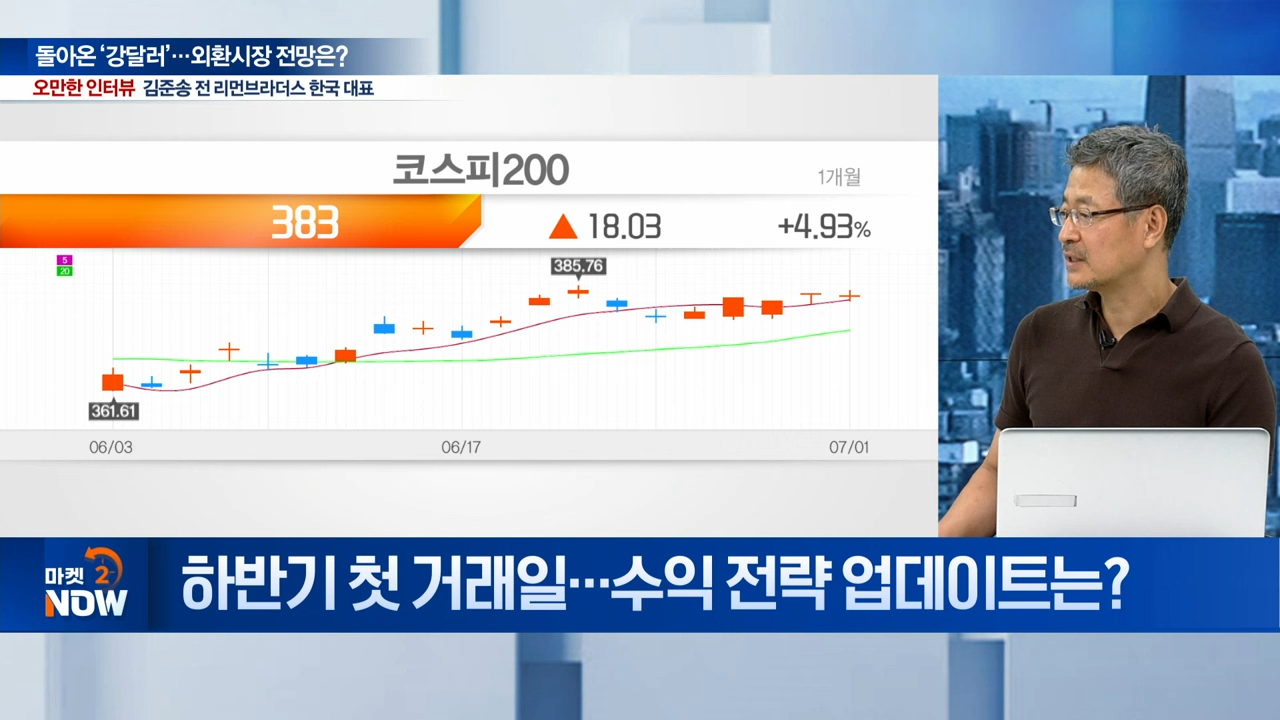 돌아온 ‘강달러’…외환시장 전망은?
오만한 인터뷰 김준송 전 리먼브라더스 한국 대표
코스피200
1개월
383 ▲ 18.03 +4.93%
5
20
385.76
361.61
06/03 06/17 07/01
마켓 2
NOW
하반기 첫 거래일…수익 전략 업데이트는?